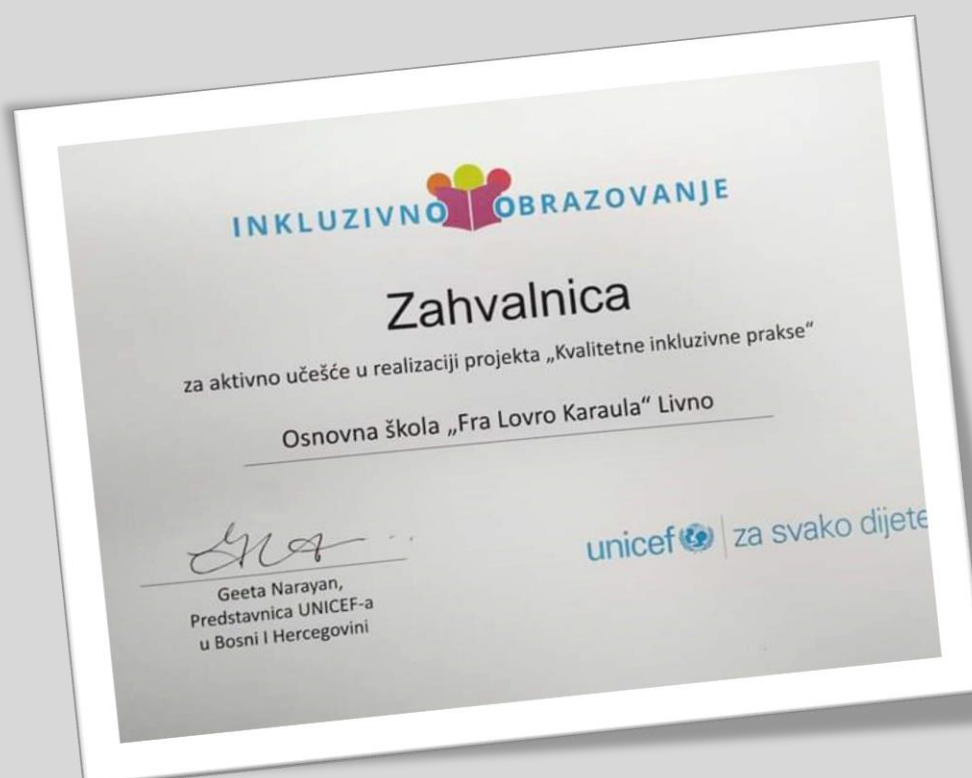 INKLUZIVNO OBRAZOVANJE
Zahvalnica
za aktivno učešće u realizaciji projekta „Kvalitetne inkluzivne prakse“
Osnovna škola „Fra Lovro Karaula“ Livno
unicef za svako dijete
Geeta Narayan,
Predstavnica UNICEF-a
u Bosni I Hercegovini